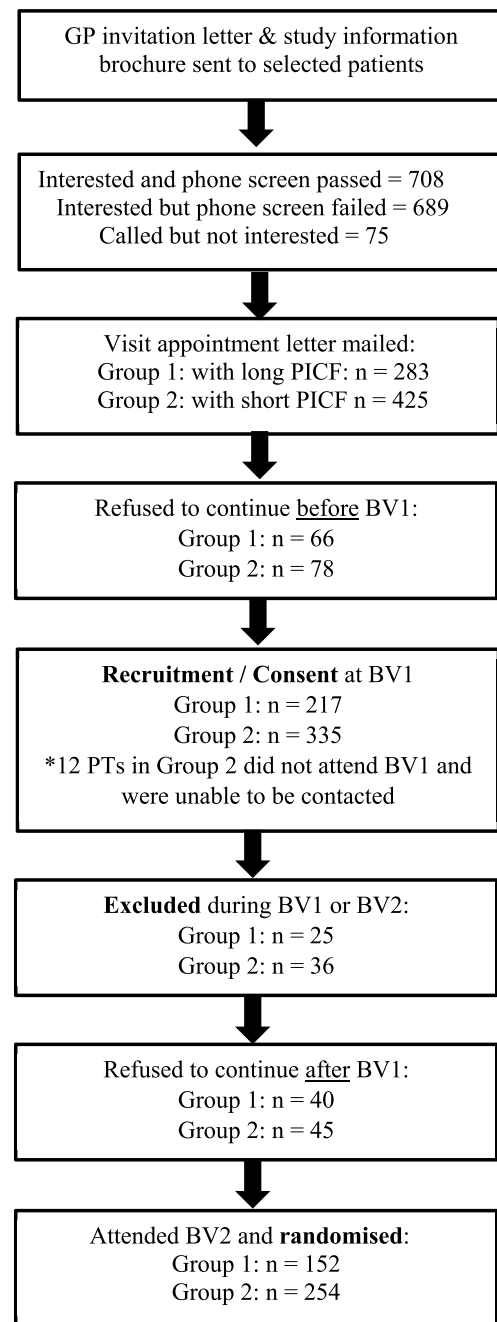 GP invitation letter & study information
brochure sent to selected patients
Interested and phone screen passed = 708
Interested but phone screen failed = 689
Called but not interested = 75
Visit appointment letter mailed:
Group 1: with long PICF: n = 283
Group 2: with short PICF n = 425
Refused to continue before BV1:
Group 1: n = 66
Group 2: n = 78
Recruitment / Consent at BV1
Group 1: n = 217
Group 2: n = 335
*12 PTs in Group 2 did not attend BV1 and
were unable to be contacted
Excluded during BV1 or BV2:
Group 1: n = 25
Group 2: n = 36
Refused to continue after BV1:
Group 1: n = 40
Group 2: n = 45
Attended BV2 and randomised:
Group 1: n = 152
Group 2: n = 254